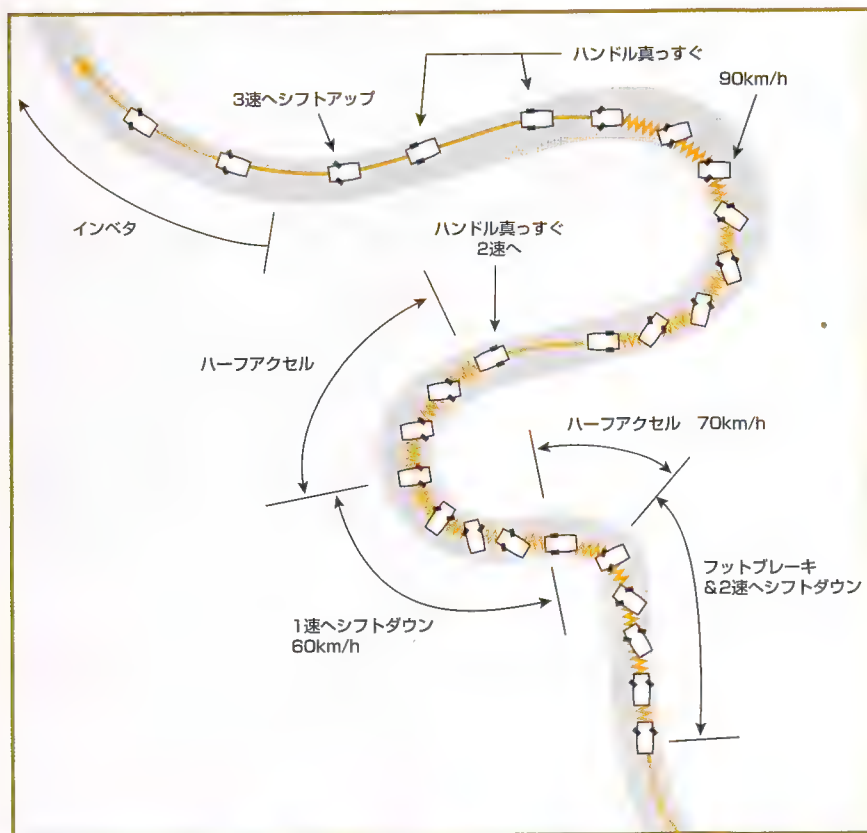 ハンドル真っすぐ
3速へシフトアップ
90km/h
インベタ
ハンドル真っすぐ
2速へ
ハーフアクセル
ハーフアクセル 70km/h
フットブレーキ
&2速へシフトダウン
1速へシフトダウン
60km/h